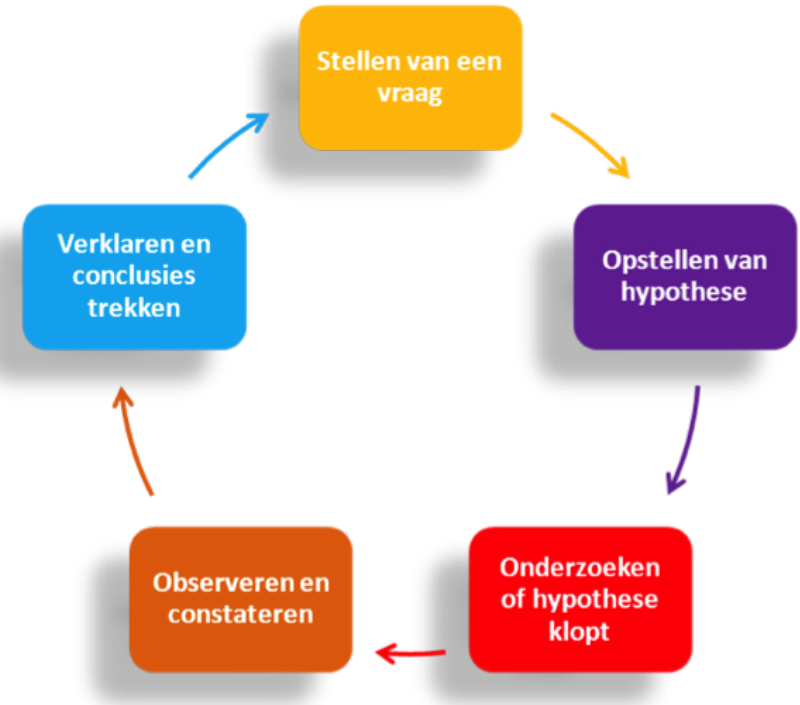 Stellen van een
vraag
Opstellen van
hypothese
Onderzoeken
of hypothese
klopt
Observeren en
constateren
Verklaren en
conclusies
trekken